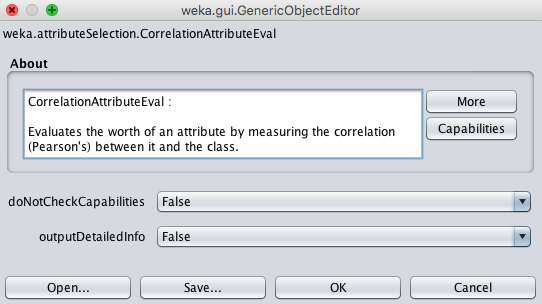 weka.gui.GenericObjectEditor
weka.attributeSelection.CorrelationAttributeEval
About
CorrelationAttributeEval :
More
Evaluates the worth of an attribute by measuring the correlation
(Pearson's) between it and the class.
Capabilities
doNotCheckCapabilities False
outputDetailedInfo False
Open... Save... OK Cancel